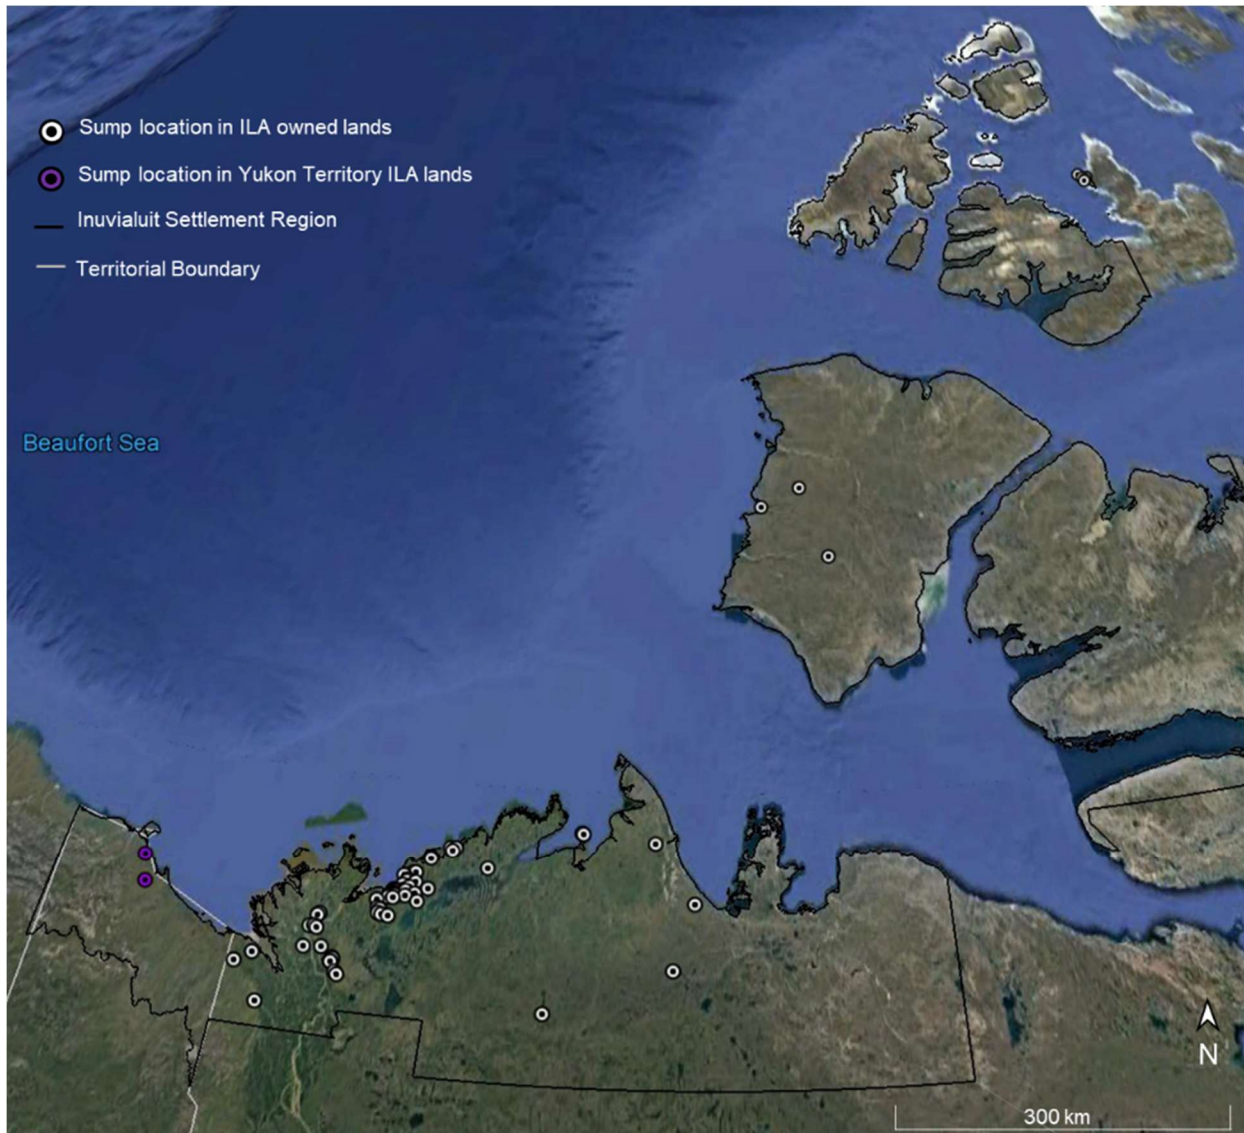 Sump location in ILA owned lands
Sump location in Yukon Territory ILA lands
Inuvialuit Settlement Region
Territorial Boundary
Beaufort Sea
N
300 km